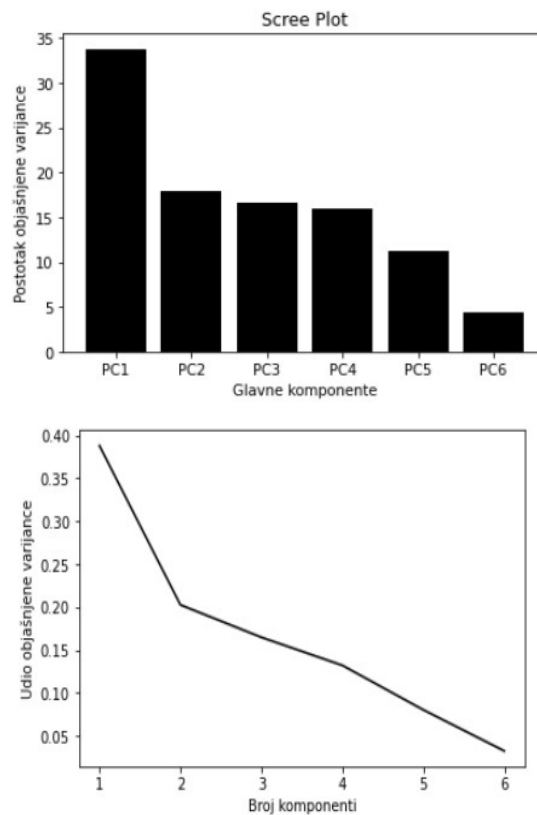 Scree Plot
35
30
25
20
15
10
5
0
Postotak objašnjene varijance
PC1 PC2 PC3 PC4 PC5 PC6
Glavne komponente
0.40
0.35
0.30
0.25
0.20
0.15
0.10
0.05
Udio objašnjene varijance
1 2 3 4 5 6
Broj komponenti